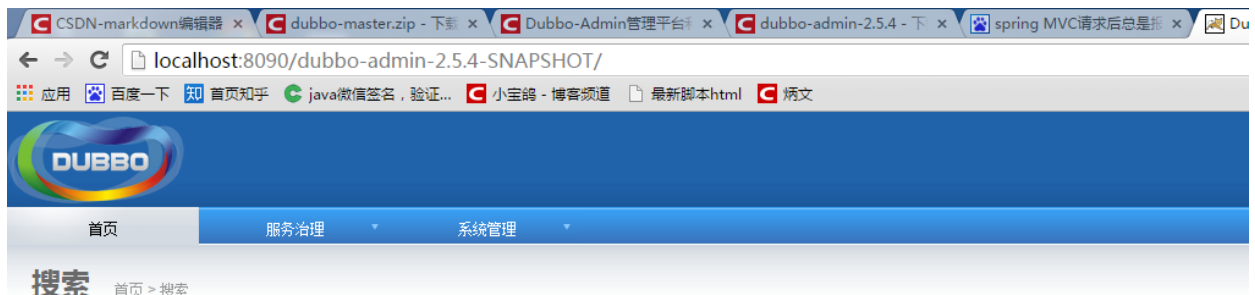 CSDN-markdown编辑器
dubbo-master.zip - 下载
Dubbo-Admin管理平台
dubbo-admin-2.5.4 - 下
spring MVC请求后总是报
Du
localhost:8090/dubbo-admin-2.5.4-SNAPSHOT/
应用 百度一下 知 首页知乎 java微信签名，验证... 小宝鸽 - 博客频道 最新脚本html 炳文
DUBBO
首页 服务治理 系统管理
搜索 首页 > 搜索